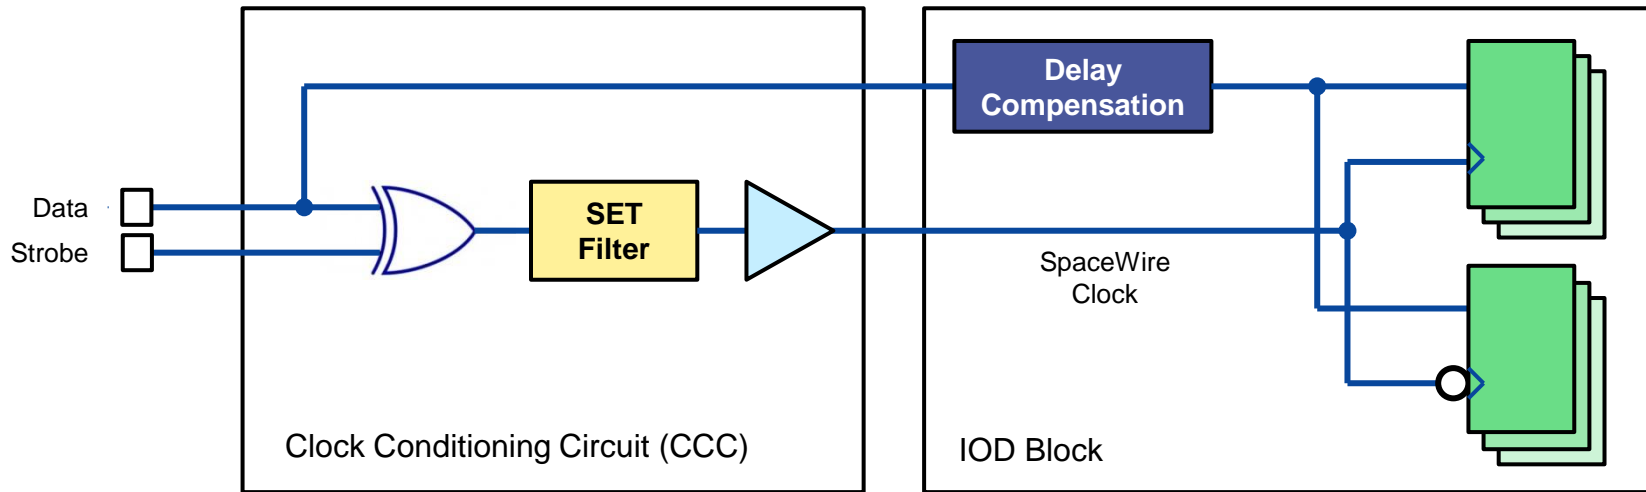 Delay
Compensation
Data
Strobe
SET
Filter
SpaceWire
Clock
Clock Conditioning Circuit (CCC)
IOD Block